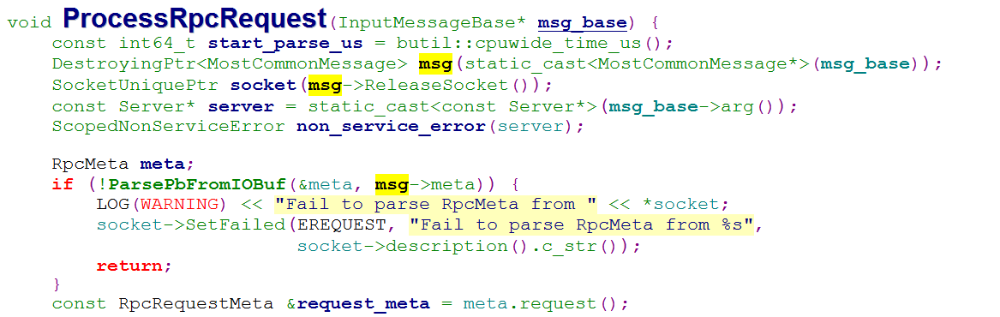 void ProcessRpcRequest(InputMessageBase* msg_base) {
    const int64_t start_parse_us = butil::cpuwide_time_us();
    DestroyingPtr<MostCommonMessage> msg(static_cast<MostCommonMessage*>(msg_base));
    SocketUniquePtr socket(msg->ReleaseSocket());
    const Server* server = static_cast<const Server*>(msg_base->arg());
    ScopedNonServiceError non_service_error(server);

    RpcMeta meta;
    if (!ParsePbFromIOBuf(&meta, msg->meta)) {
        LOG(WARNING) << "Fail to parse RpcMeta from " << *socket;
        socket->SetFailed(EREQUEST, "Fail to parse RpcMeta from %s",
                          socket->description().c_str());
        return;
    }
    const RpcRequestMeta &request_meta = meta.request();